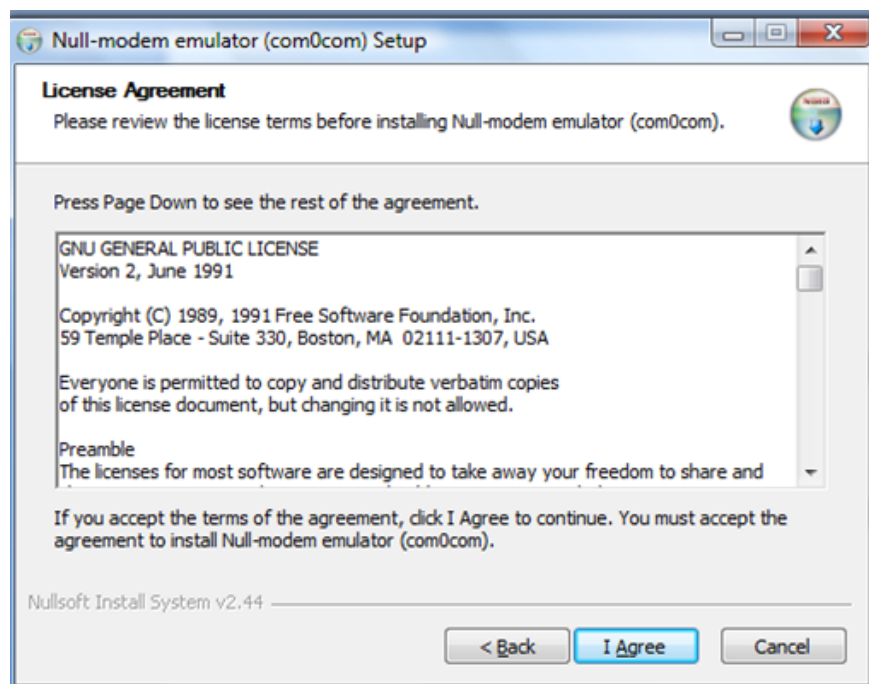 Null-modem emulator (com0com) Setup
License Agreement
Please review the license terms before installing Null-modem emulator (com0com).
Press Page Down to see the rest of the agreement.
GNU GENERAL PUBLIC LICENSE
Version 2, June 1991
Copyright (C) 1989, 1991 Free Software Foundation, Inc.
59 Temple Place - Suite 330, Boston, MA  02111-1307, USA
Everyone is permitted to copy and distribute verbatim copies
of this license document, but changing it is not allowed.
Preamble
The licenses for most software are designed to take away your freedom to share and
If you accept the terms of the agreement, click I Agree to continue. You must accept the
agreement to install Null-modem emulator (com0com).
Nullsoft Install System v2.44
< Back
I Agree
Cancel